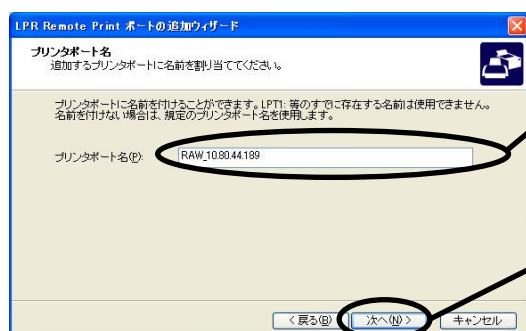 LPR Remote Print ポートの追加ウィザード
プリンタポート名
追加するプリンタポートに名前を割り当ててください。
プリンタポートに名前を付けることができます。LPT1: 等のすでに存在する名前は使用できません。
名前を付けない場合は、規定のプリンタポート名を使用します。
プリンタポート名(P): RAW_10.80.44.189
< 戻る(B) 次へ(N) > キャンセル